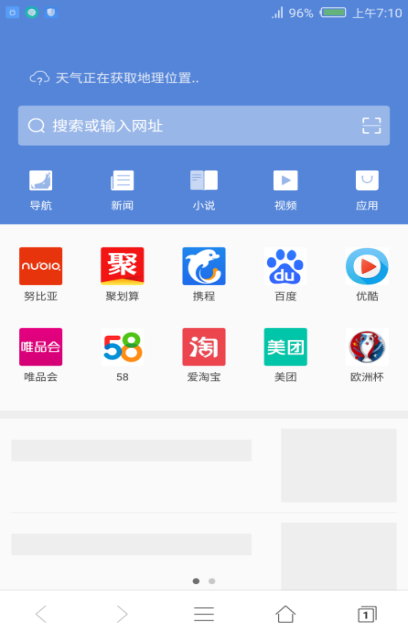 96% 上午7:10
天气正在获取地理位置..
搜索或输入网址
导航 新闻 小说 视频 应用
nubia 聚 du
努比亚 聚划算 携程 百度 优酷
唯品会 58 淘 美团
唯品会 58 爱淘宝 美团 欧洲杯
1